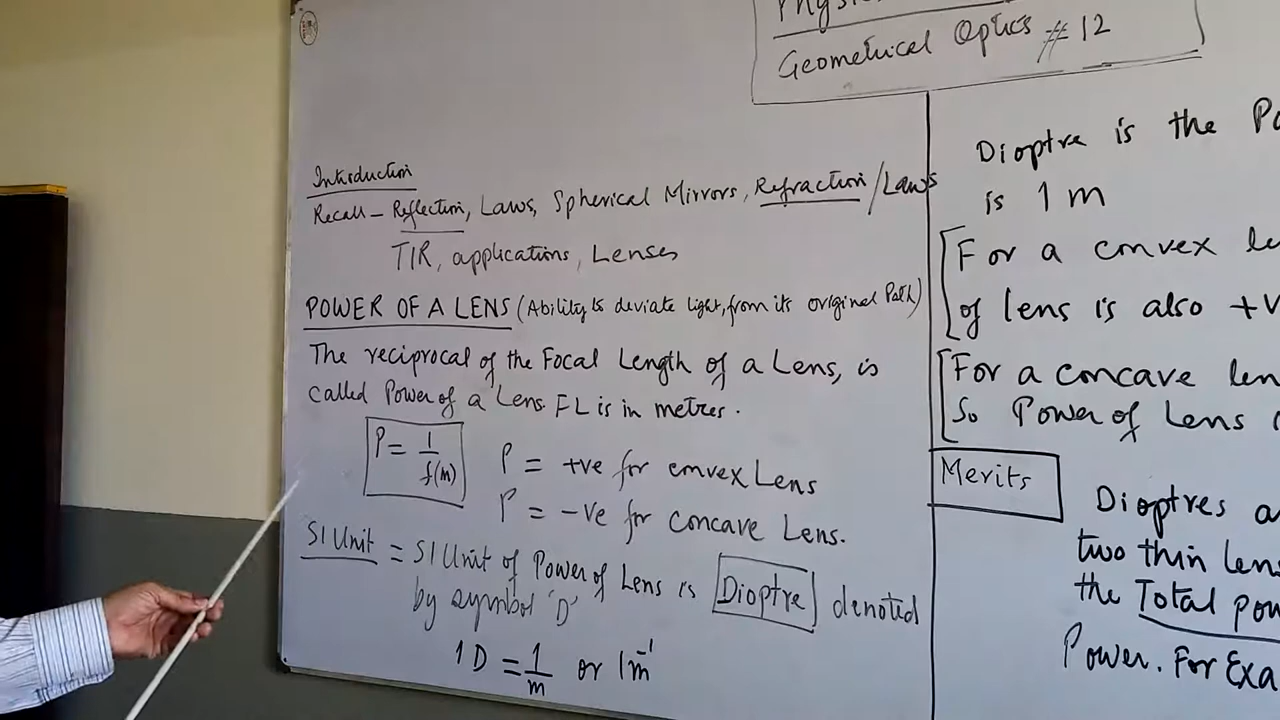 Geometrical Optics # 12
Introduction
Recall - Reflection, Laws, Spherical Mirrors, Refraction / Laws
TIR, applications, Lenses
POWER OF A LENS (Ability to deviate light, from its original Path)
The reciprocal of the Focal Length of a Lens, is
called Power of a Lens. FL is in metres.
P = 1/f(m)
P = +ve for convex Lens
P = -ve for concave Lens.
SI Unit = SI Unit of Power of Lens is Dioptre denoted
by symbol 'D'
1 D = 1/m or 1m⁻¹
Dioptre is the
is 1 m
[For a convex
of lens is also
[For a concave
So Power of Lens
Merits
Dioptres
two thin
the Total
Power. For